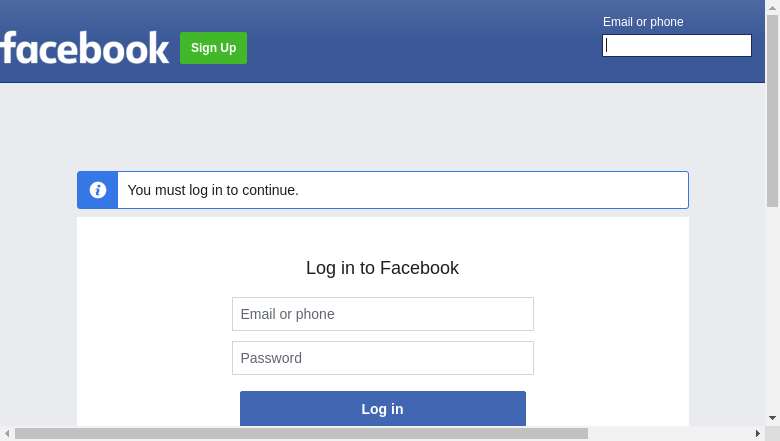 facebook
Sign Up
Email or phone
You must log in to continue.
Log in to Facebook
Email or phone
Password
Log in